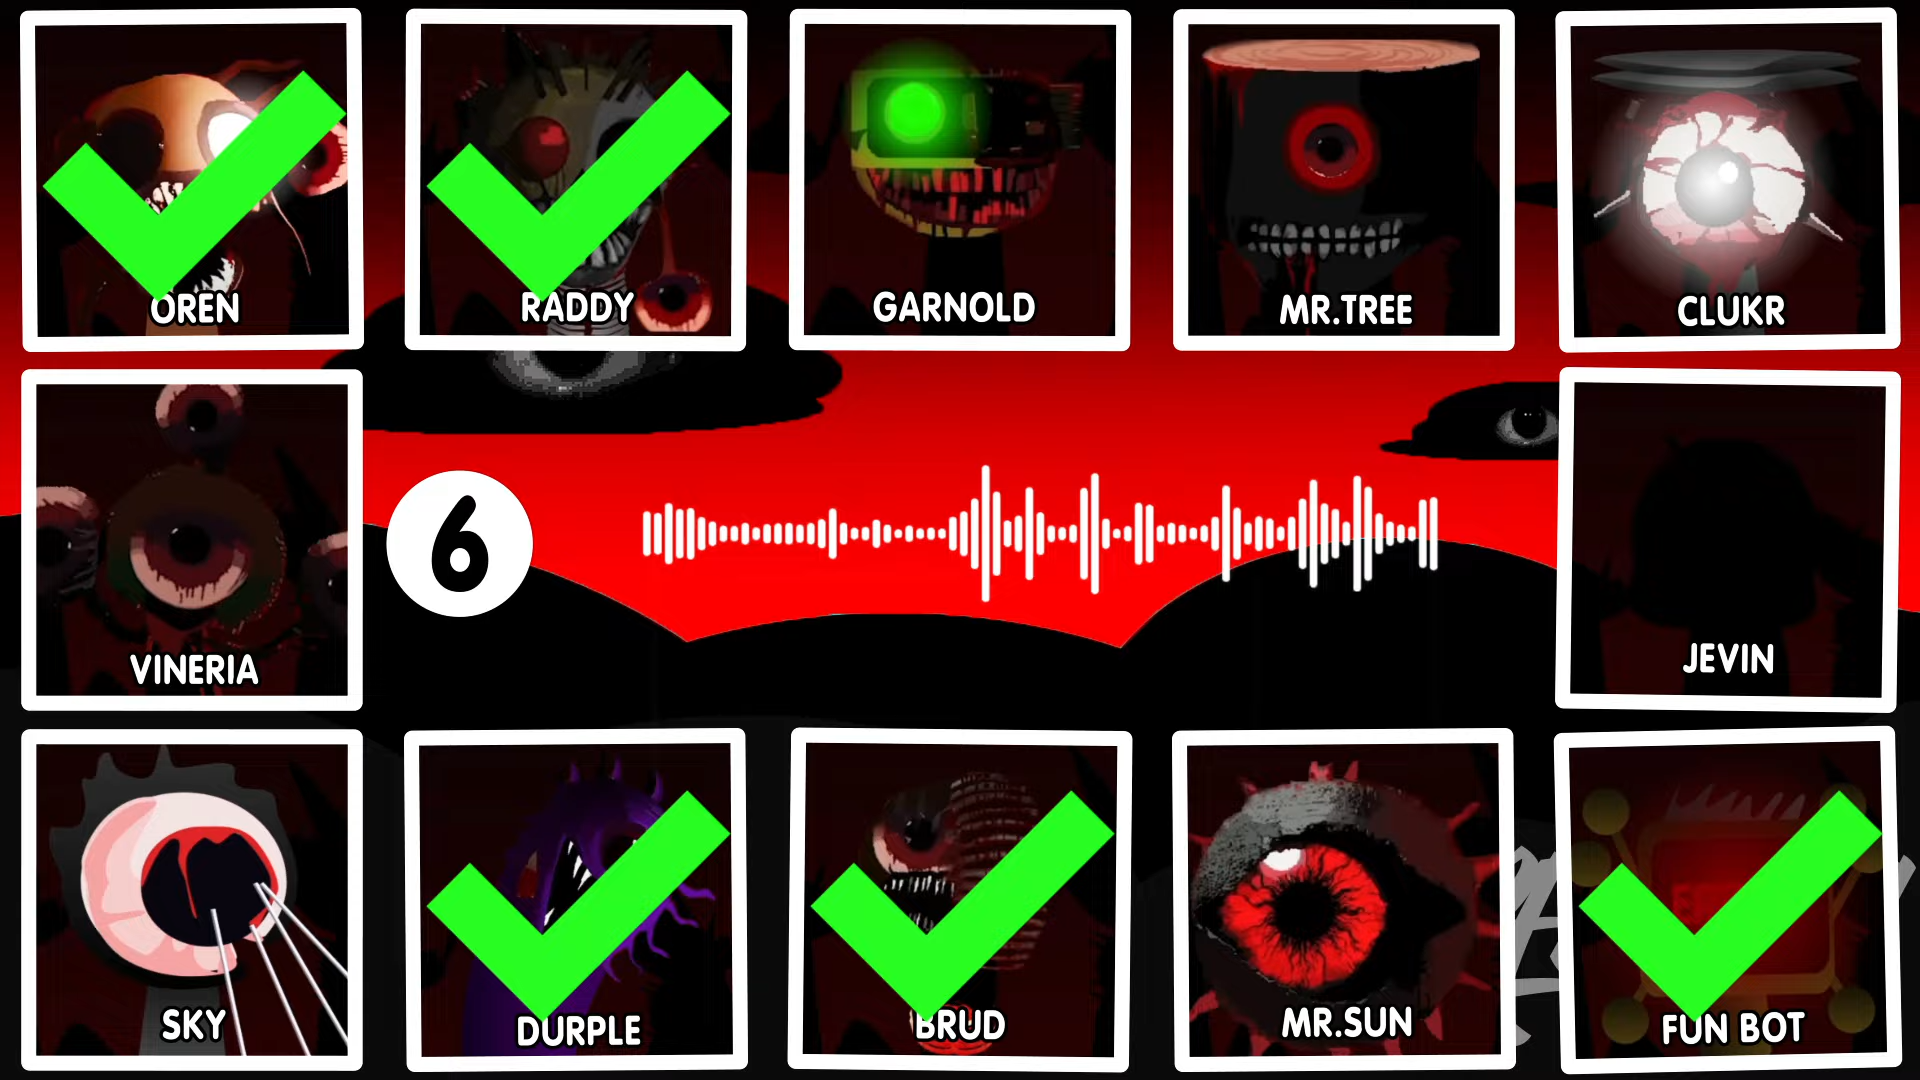 OREN
RADDY
GARNOLD
MR.TREE
CLUKR
VINERIA
6
JEVIN
SKY
DURPLE
BRUD
MR.SUN
FUN BOT